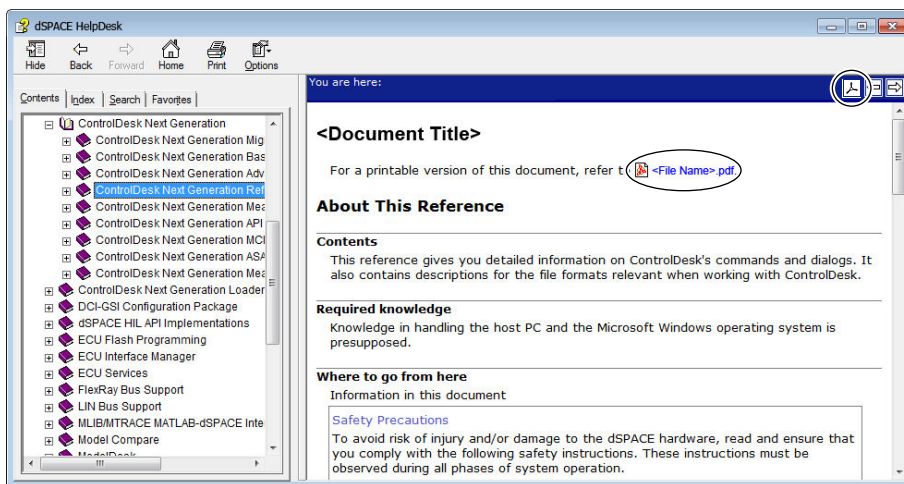 dSPACE HelpDesk
Hide Back Forward Home Print Options
Contents Index Search Favorites
ControlDesk Next Generation
ControlDesk Next Generation Mig
ControlDesk Next Generation Bas
ControlDesk Next Generation Adv
ControlDesk Next Generation Ref
ControlDesk Next Generation Mea
ControlDesk Next Generation API
ControlDesk Next Generation MCI
ControlDesk Next Generation ASA
ControlDesk Next Generation Mea
ControlDesk Next Generation Loader
DCI-GSI Configuration Package
dSPACE HIL API Implementations
ECU Flash Programming
ECU Interface Manager
ECU Services
FlexRay Bus Support
LIN Bus Support
MLIB/MTRACE MATLAB-dSPACE Inte
Model Compare
ModelDesk
You are here:
<Document Title>
For a printable version of this document, refer t <File Name>.pdf.
About This Reference
Contents
This reference gives you detailed information on ControlDesk's commands and dialogs. It
also contains descriptions for the file formats relevant when working with ControlDesk.
Required knowledge
Knowledge in handling the host PC and the Microsoft Windows operating system is
presupposed.
Where to go from here
Information in this document
Safety Precautions
To avoid risk of injury and/or damage to the dSPACE hardware, read and ensure that
you comply with the following safety instructions. These instructions must be
observed during all phases of system operation.